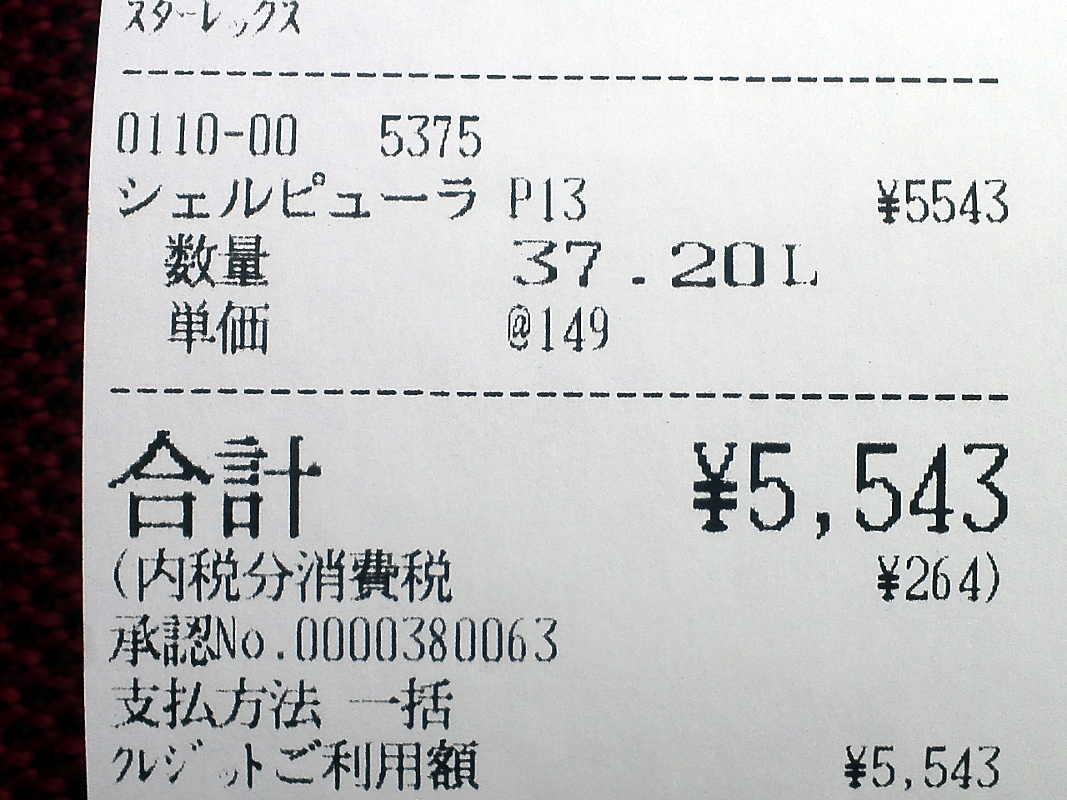 スターレックス
0110-00 5375
シェルピューラ P13 ¥5543
数量 37.20L
単価 @149
合計 ¥5,543
(内税分消費税 ¥264)
承認No.0000380063
支払方法 一括
クレジットご利用額 ¥5,543